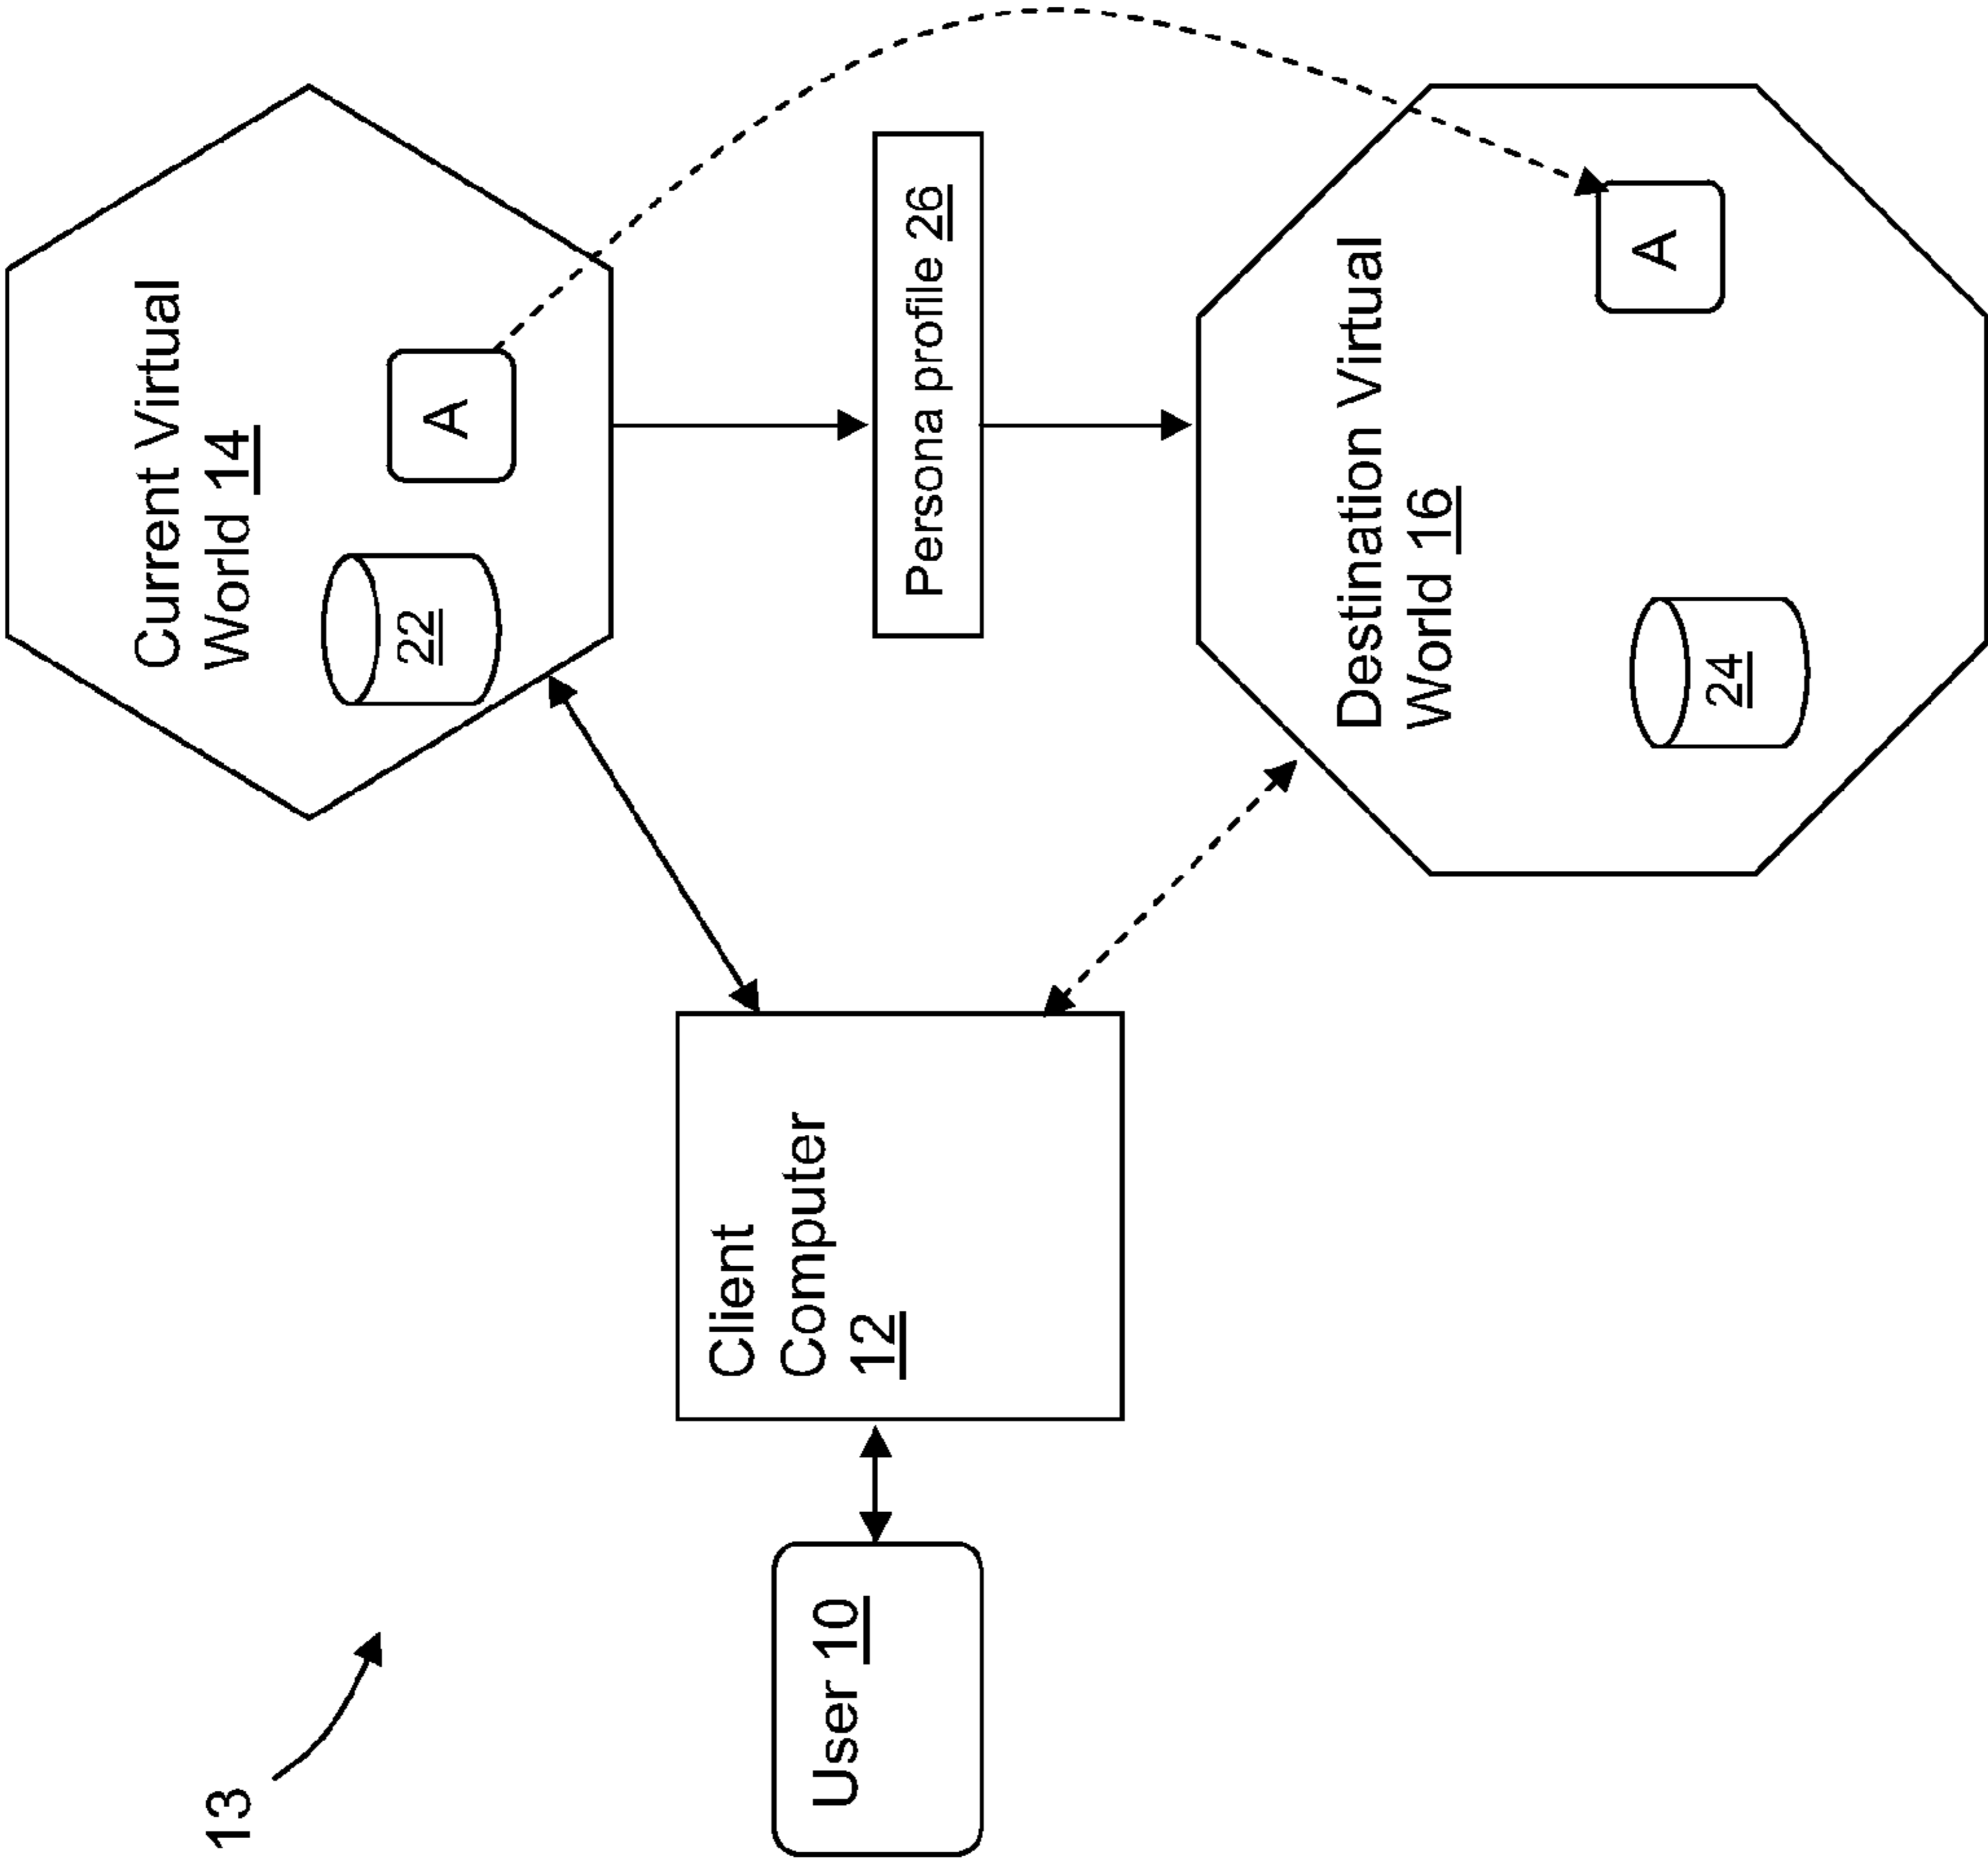 13
User 10
Client
Computer
12
Current Virtual
World 14
22
A
Persona profile 26
Destination Virtual
World 16
24
A